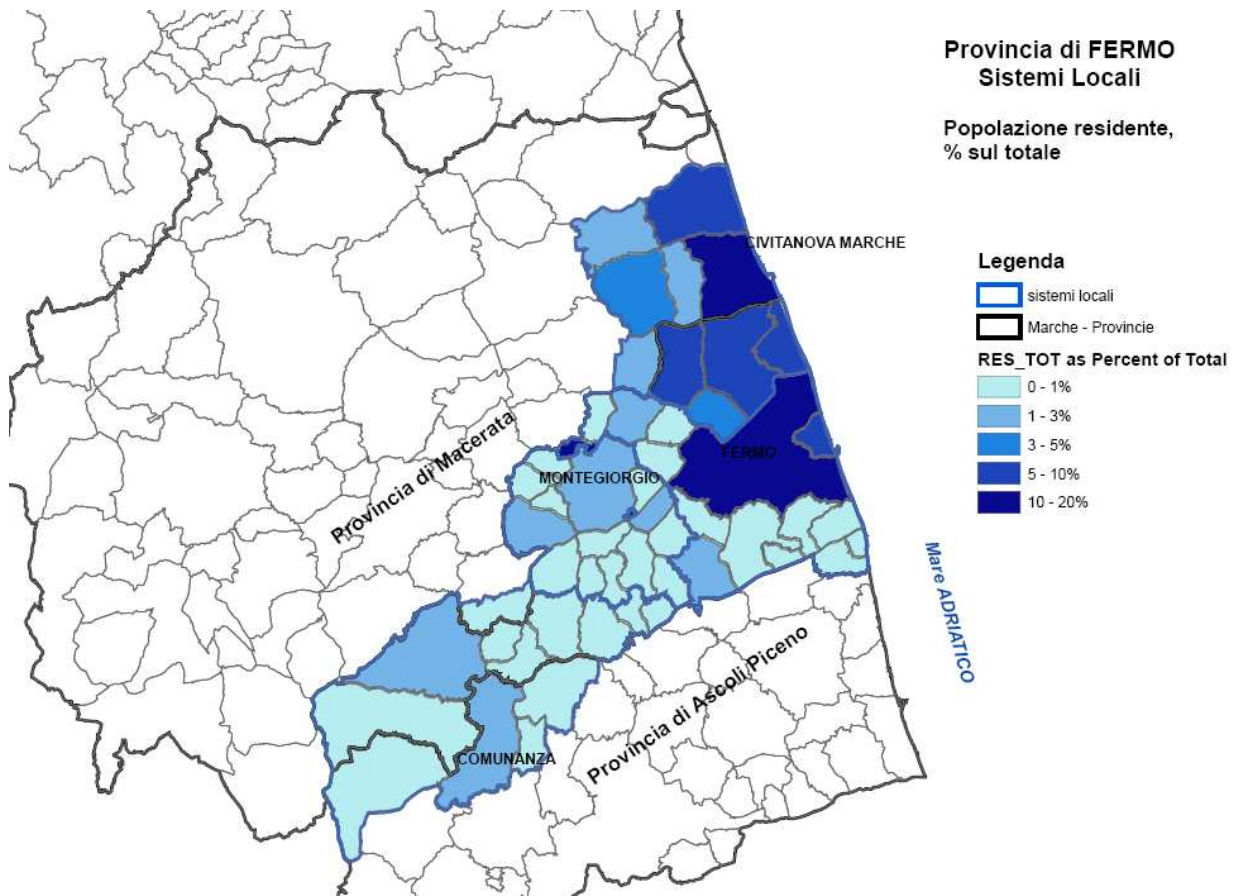 Provincia di FERMO
Sistemi Locali
Popolazione residente,
% sul totale
CIVITANOVA MARCHE
Legenda
sistemi locali
Marche - Provincie
RES_TOT as Percent of Total
0 - 1%
1 - 3%
3 - 5%
5 - 10%
10 - 20%
Provincia di Macerata
FERMO
MONTEGIORGIO
Mare ADRIATICO
Provincia di Ascoli Piceno
COMUNANZA